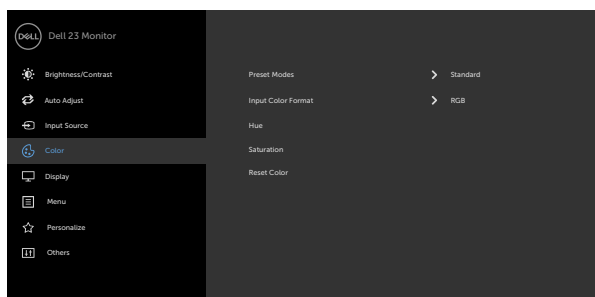 DELL Dell 23 Monitor
Brightness/Contrast
Auto Adjust
Input Source
Color
Display
Menu
Personalize
Others
Preset Modes Standard
Input Color Format RGB
Hue
Saturation
Reset Color